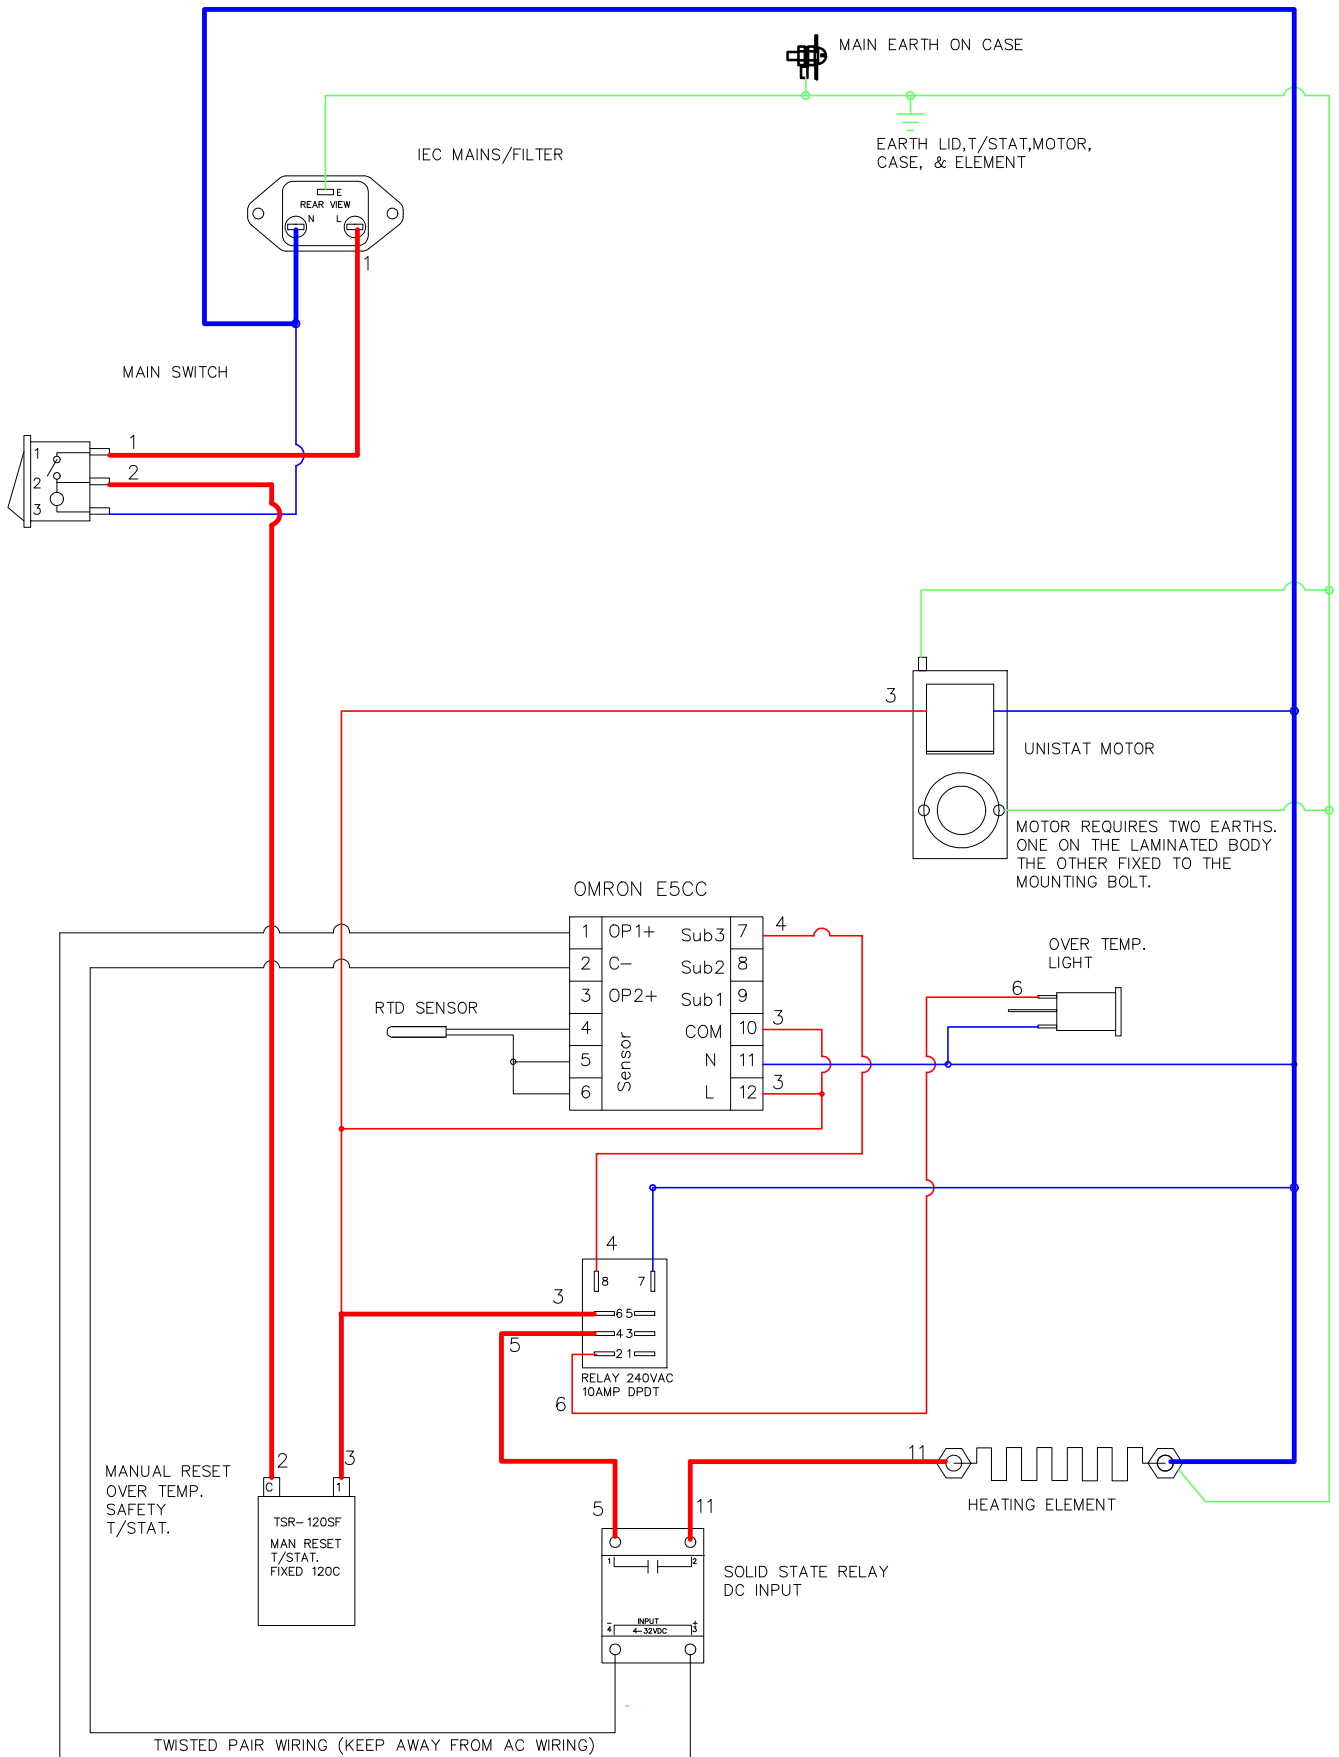 MAIN EARTH ON CASE
EARTH LID,T/STAT,MOTOR,
CASE, & ELEMENT
IEC MAINS/FILTER
E
REAR VIEW
N L
1
MAIN SWITCH
1
2
1
2
3
3
UNISTAT MOTOR
MOTOR REQUIRES TWO EARTHS.
ONE ON THE LAMINATED BODY
THE OTHER FIXED TO THE
MOUNTING BOLT.
OMRON E5CC
1 OP1+ Sub3 7 4
2 C- Sub2 8
3 OP2+ Sub1 9
4 COM 10 3
5 N 11
6 L 12 3
Sensor
RTD SENSOR
OVER TEMP.
LIGHT
6
4
8 7
3
6 5
4 3
5
2 1
RELAY 240VAC
10AMP DPDT
6
11
HEATING ELEMENT
2 3
C 1
MANUAL RESET
OVER TEMP.
SAFETY
T/STAT.
TSR-120SF
MAN RESET
T/STAT.
FIXED 120C
5 11
1 2
SOLID STATE RELAY
DC INPUT
- INPUT +
4 4-32VDC 3
TWISTED PAIR WIRING (KEEP AWAY FROM AC WIRING)